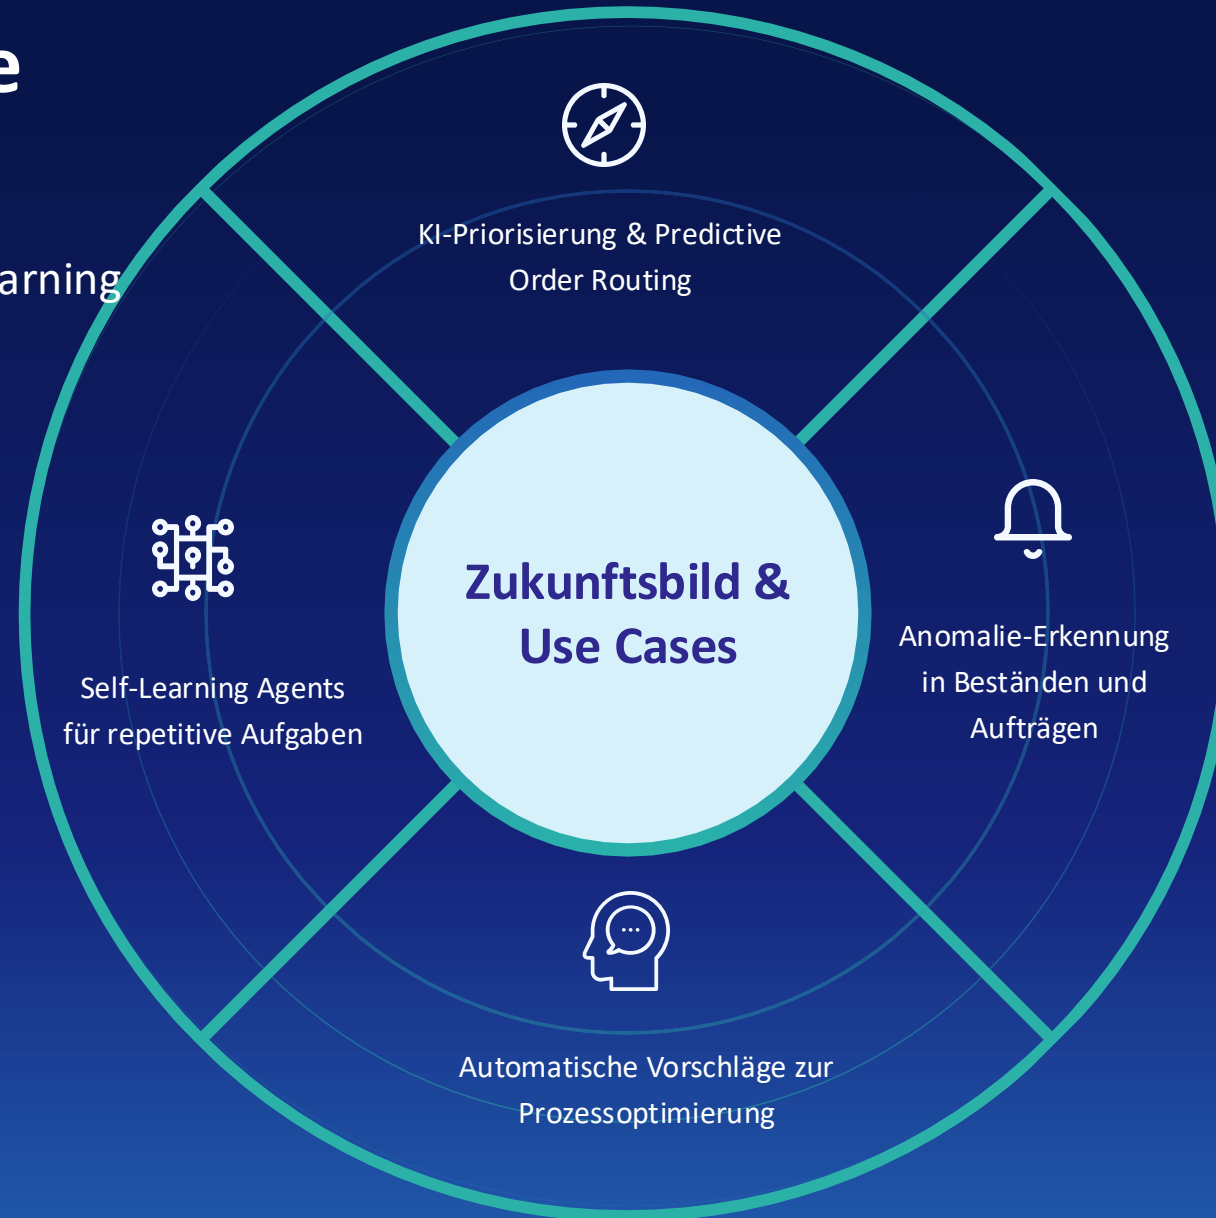 e
arning
KI-Priorisierung & Predictive
Order Routing
Zukunftsbild &
Use Cases
Anomalie-Erkennung
in Beständen und
Aufträgen
Self-Learning Agents
für repetitive Aufgaben
Automatische Vorschläge zur
Prozessoptimierung